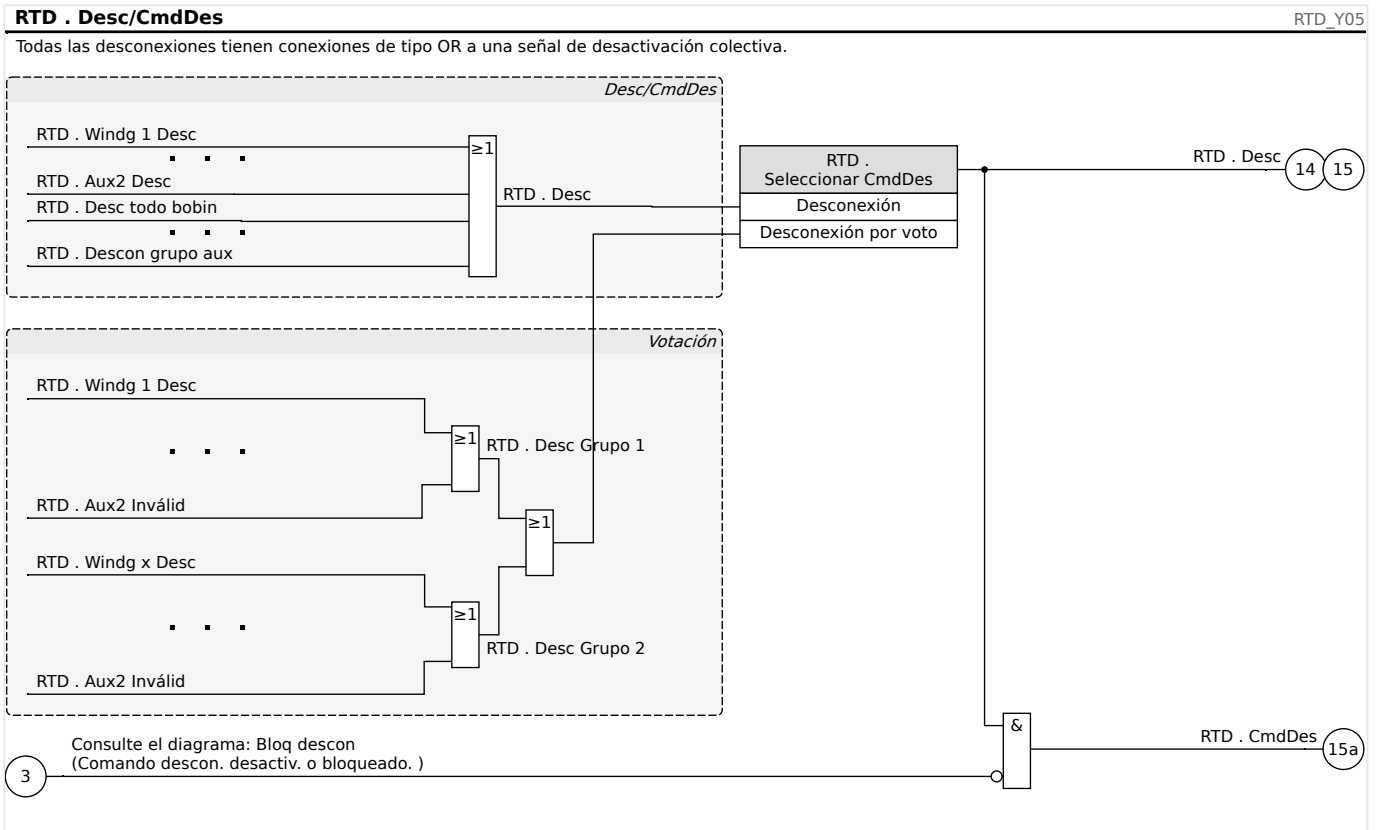 RTD . Desc/CmdDes
RTD_Y05
Todas las desconexiones tienen conexiones de tipo OR a una señal de desactivación colectiva.
Desc/CmdDes
RTD . Windg 1 Desc
≥1
RTD . Aux2 Desc
RTD . Desc todo bobin
RTD . Descon grupo aux
RTD . Desc
RTD .
Seleccionar CmdDes
Desconexión
Desconexión por voto
RTD . Desc
14
15
Votación
RTD . Windg 1 Desc
≥1
RTD . Desc Grupo 1
RTD . Aux2 Inválid
≥1
RTD . Windg x Desc
≥1
RTD . Desc Grupo 2
RTD . Aux2 Inválid
&
RTD . CmdDes
15a
Consulte el diagrama: Bloq descon
(Comando descon. desactiv. o bloqueado. )
3